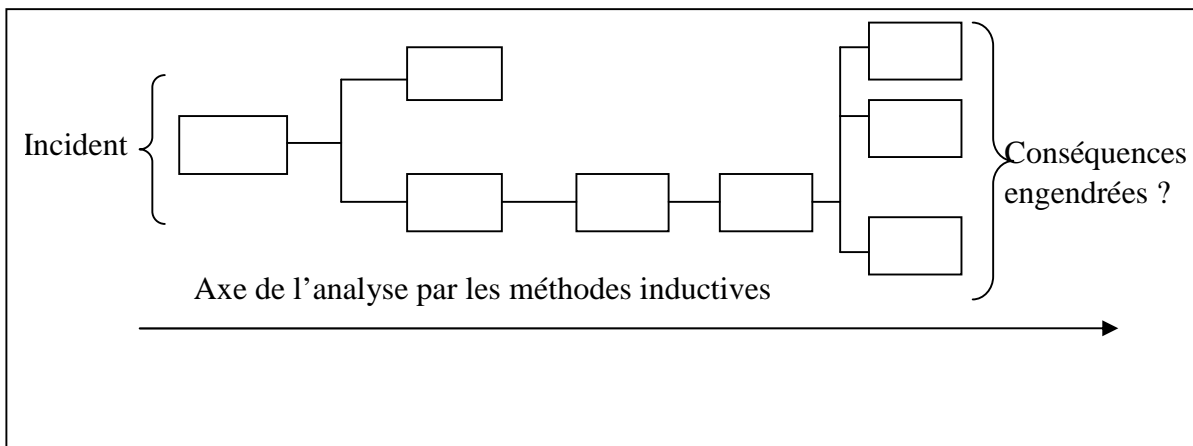 Incident
Conséquences
engendrées ?
Axe de l’analyse par les méthodes inductives